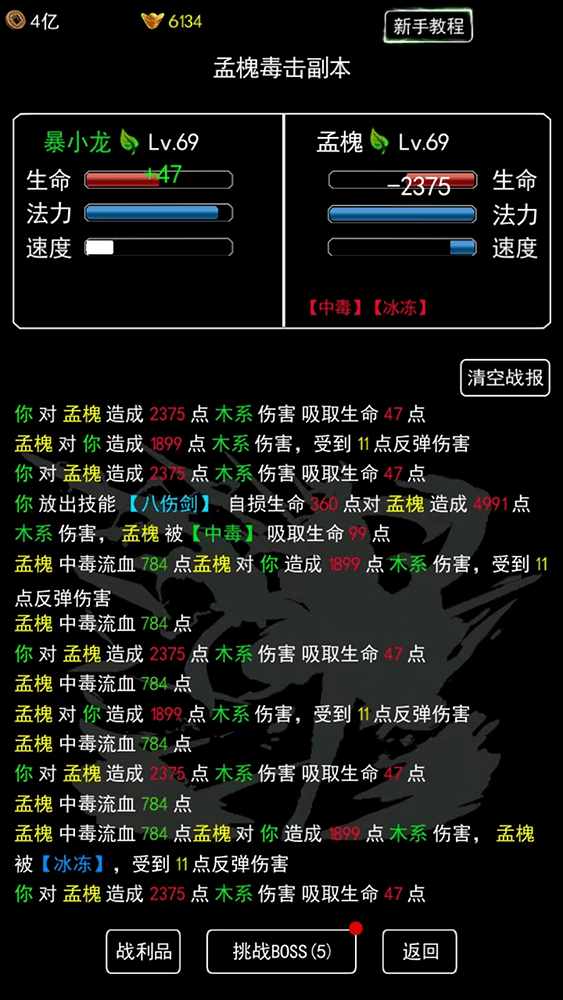 4亿 6134 新手教程
孟槐毒击副本
暴小龙 Lv.69 孟槐 Lv.69
生命 +47 -2375 生命
法力 法力
速度 速度
【中毒】【冰冻】
清空战报
你 对 孟槐 造成 2375 点 木系 伤害 吸取生命 47 点
孟槐 对 你 造成 1899 点 木系 伤害，受到 11 点反弹伤害
你 对 孟槐 造成 2375 点 木系 伤害 吸取生命 47 点
你 放出技能 【八伤剑】 自损生命 360 点对 孟槐 造成 4991 点
木系 伤害， 孟槐 被【中毒】 吸取生命 99 点
孟槐 中毒流血 784 点孟槐 对 你 造成 1899 点 木系 伤害，受到 11
点反弹伤害
孟槐 中毒流血 784 点
你 对 孟槐 造成 2375 点 木系 伤害 吸取生命 47 点
孟槐 中毒流血 784 点
孟槐 对 你 造成 1899 点 木系 伤害，受到 11 点反弹伤害
孟槐 中毒流血 784 点
你 对 孟槐 造成 2375 点 木系 伤害 吸取生命 47 点
孟槐 中毒流血 784 点
孟槐 中毒流血 784 点孟槐 对 你 造成 1899 点 木系 伤害， 孟槐
被【冰冻】，受到 11 点反弹伤害
你 对 孟槐 造成 2375 点 木系 伤害 吸取生命 47 点
战利品 挑战BOSS(5) 返回